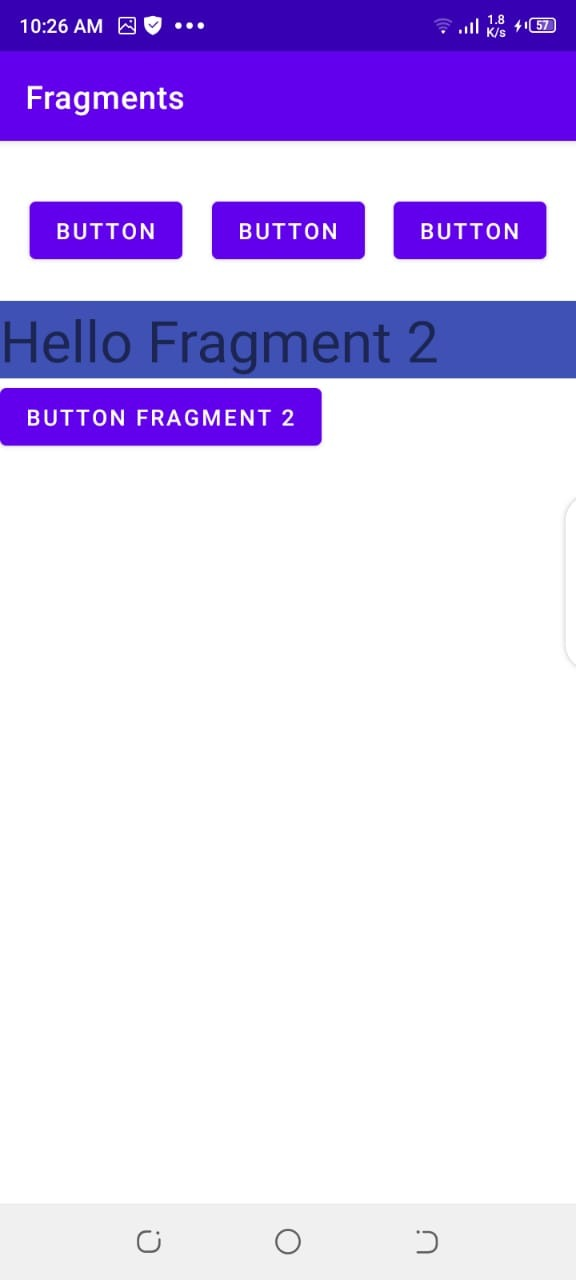 10:26 AM 1.8 K/s 57
Fragments
BUTTON BUTTON BUTTON
Hello Fragment 2
BUTTON FRAGMENT 2